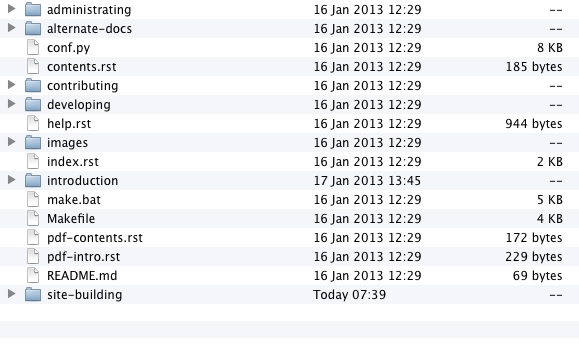 administrating 16 Jan 2013 12:29 --
alternate-docs 16 Jan 2013 12:29 --
conf.py 16 Jan 2013 12:29 8 KB
contents.rst 16 Jan 2013 12:29 185 bytes
contributing 16 Jan 2013 12:29 --
developing 16 Jan 2013 12:29 --
help.rst 16 Jan 2013 12:29 944 bytes
images 16 Jan 2013 12:29 --
index.rst 16 Jan 2013 12:29 2 KB
introduction 17 Jan 2013 13:45 --
make.bat 16 Jan 2013 12:29 5 KB
Makefile 16 Jan 2013 12:29 4 KB
pdf-contents.rst 16 Jan 2013 12:29 172 bytes
pdf-intro.rst 16 Jan 2013 12:29 229 bytes
README.md 16 Jan 2013 12:29 69 bytes
site-building Today 07:39 --